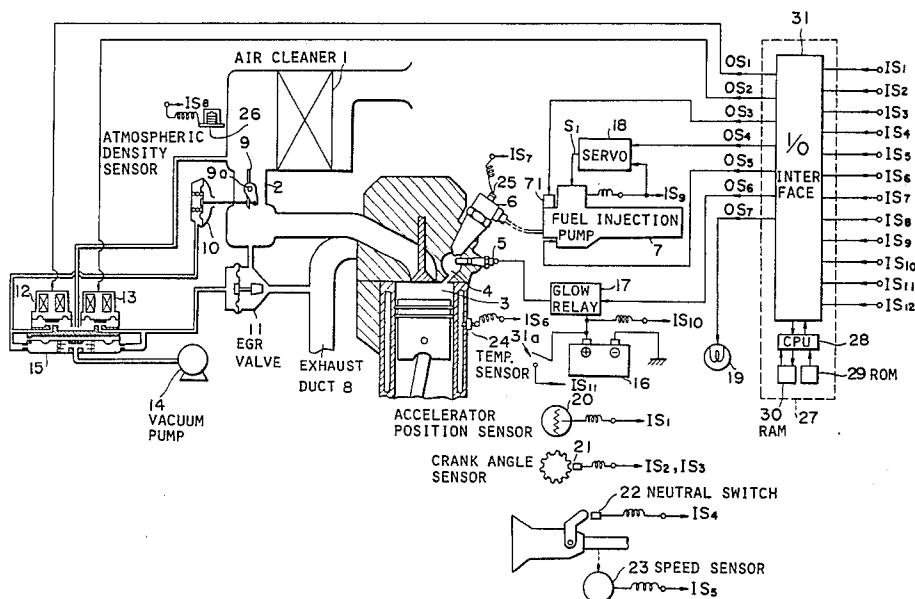 31
AIR CLEANER 1
OS1
IS1
OS2
IS2
IS8
26
OS3
IS3
ATMOSPHERIC
DENSITY
SENSOR
9
9a
2
S1
18
SERVO
OS4
I/O
INTER
FACE
IS4
IS7
25
6
71
OS5
IS5
IS9
OS6
IS6
10
FUEL INJECTION
PUMP
7
OS7
IS7
5
IS8
17
GLOW
RELAY
IS9
12
13
4
3
IS10
11
EGR
VALVE
IS6
24
TEMP.
SENSOR
31a
IS10
IS11
IS12
15
14
VACUUM
PUMP
EXHAUST
DUCT 8
⊕
⊖
16
19
CPU
28
29 ROM
30
RAM
27
IS11
20
ACCELERATOR
POSITION SENSOR
IS1
CRANK ANGLE
SENSOR
21
IS2, IS3
22 NEUTRAL SWITCH
IS4
23 SPEED SENSOR
IS5